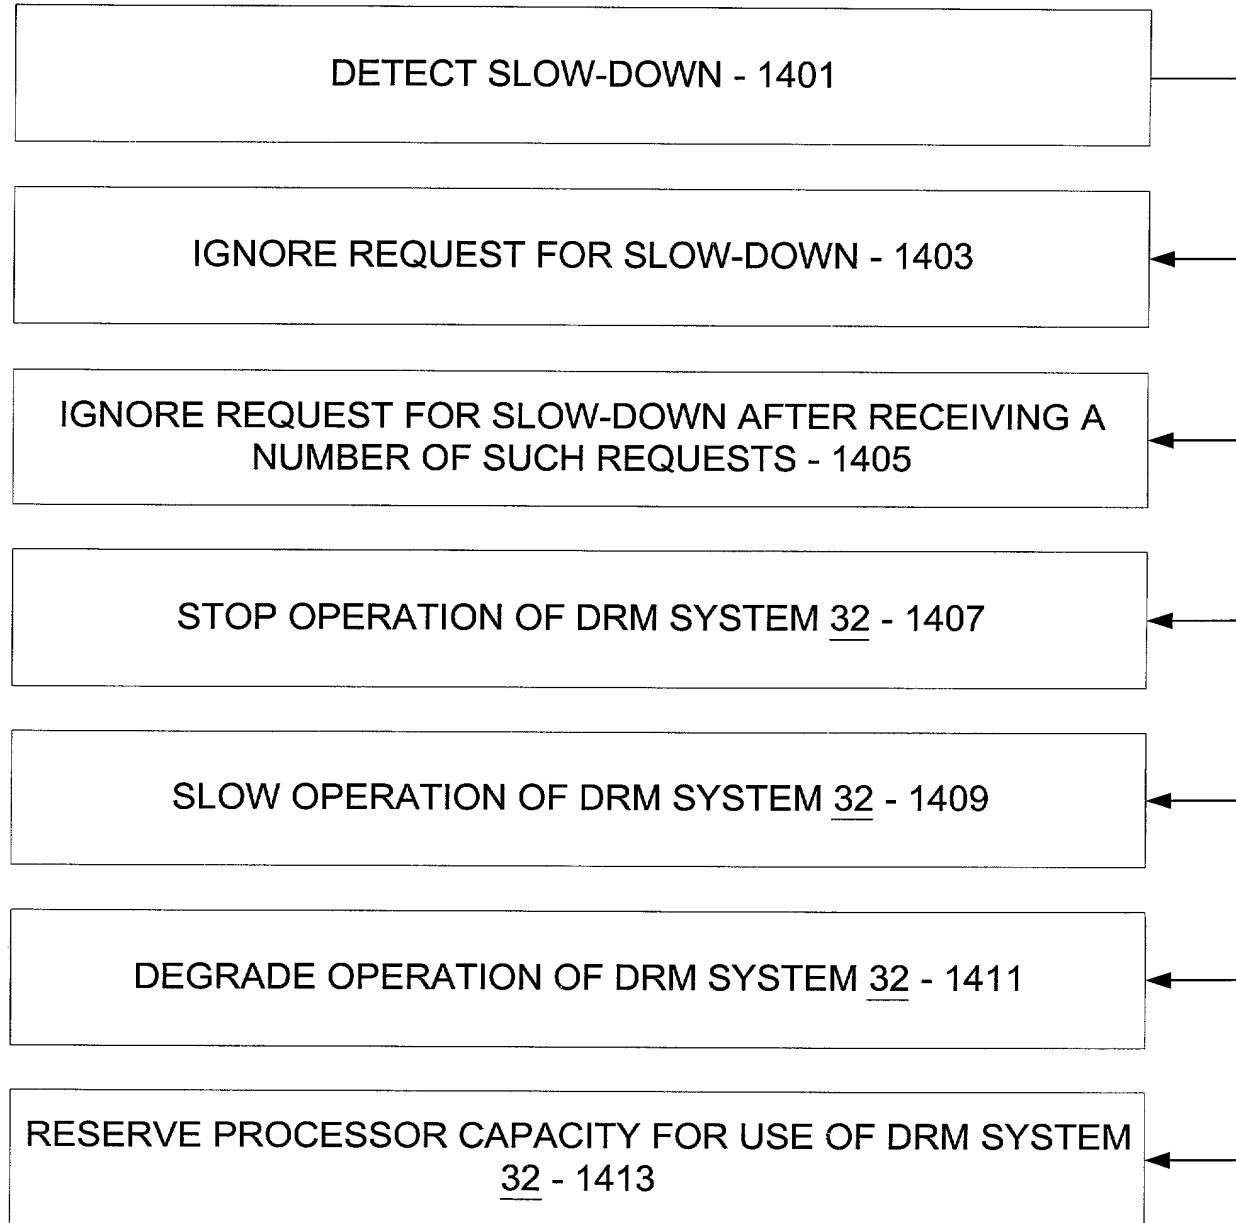 DETECT SLOW-DOWN - 1401
IGNORE REQUEST FOR SLOW-DOWN - 1403
IGNORE REQUEST FOR SLOW-DOWN AFTER RECEIVING A
NUMBER OF SUCH REQUESTS - 1405
STOP OPERATION OF DRM SYSTEM 32 - 1407
SLOW OPERATION OF DRM SYSTEM 32 - 1409
DEGRADE OPERATION OF DRM SYSTEM 32 - 1411
RESERVE PROCESSOR CAPACITY FOR USE OF DRM SYSTEM
32 - 1413